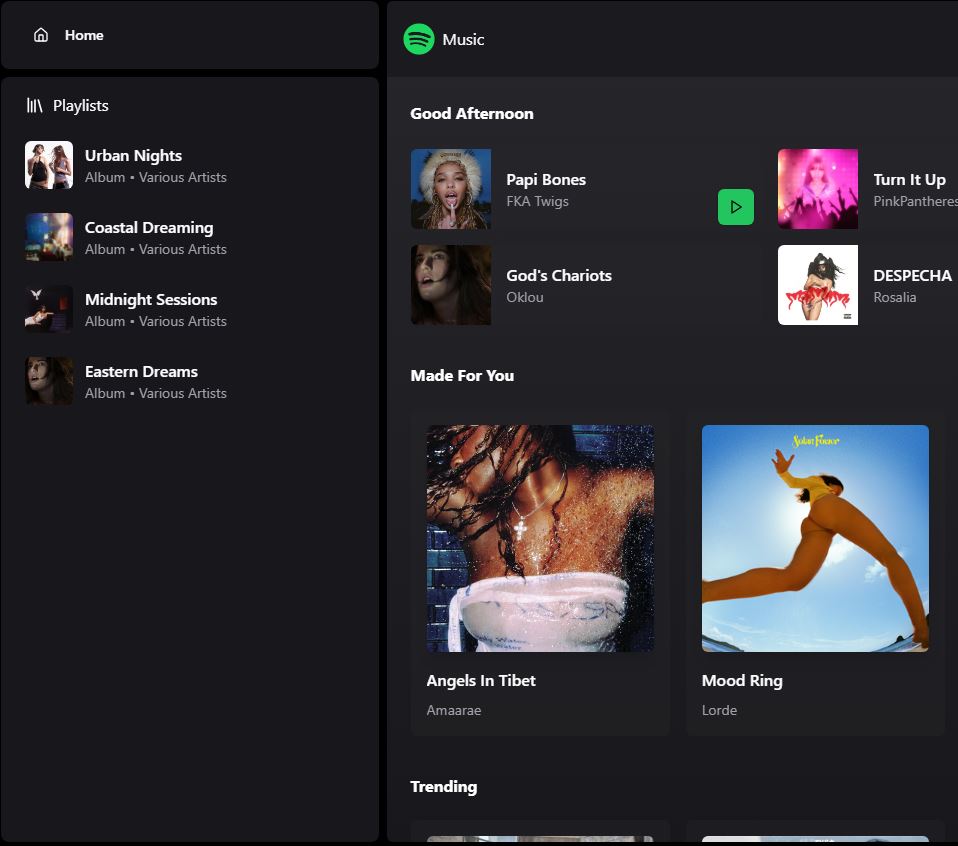 Home
Music
Playlists
Urban Nights
Album • Various Artists
Coastal Dreaming
Album • Various Artists
Midnight Sessions
Album • Various Artists
Eastern Dreams
Album • Various Artists
Good Afternoon
Papi Bones
FKA Twigs
Turn It Up
PinkPantheres
God's Chariots
Oklou
DESPECHA
Rosalia
Made For You
Solar Power
Angels In Tibet
Amaarae
Mood Ring
Lorde
Trending